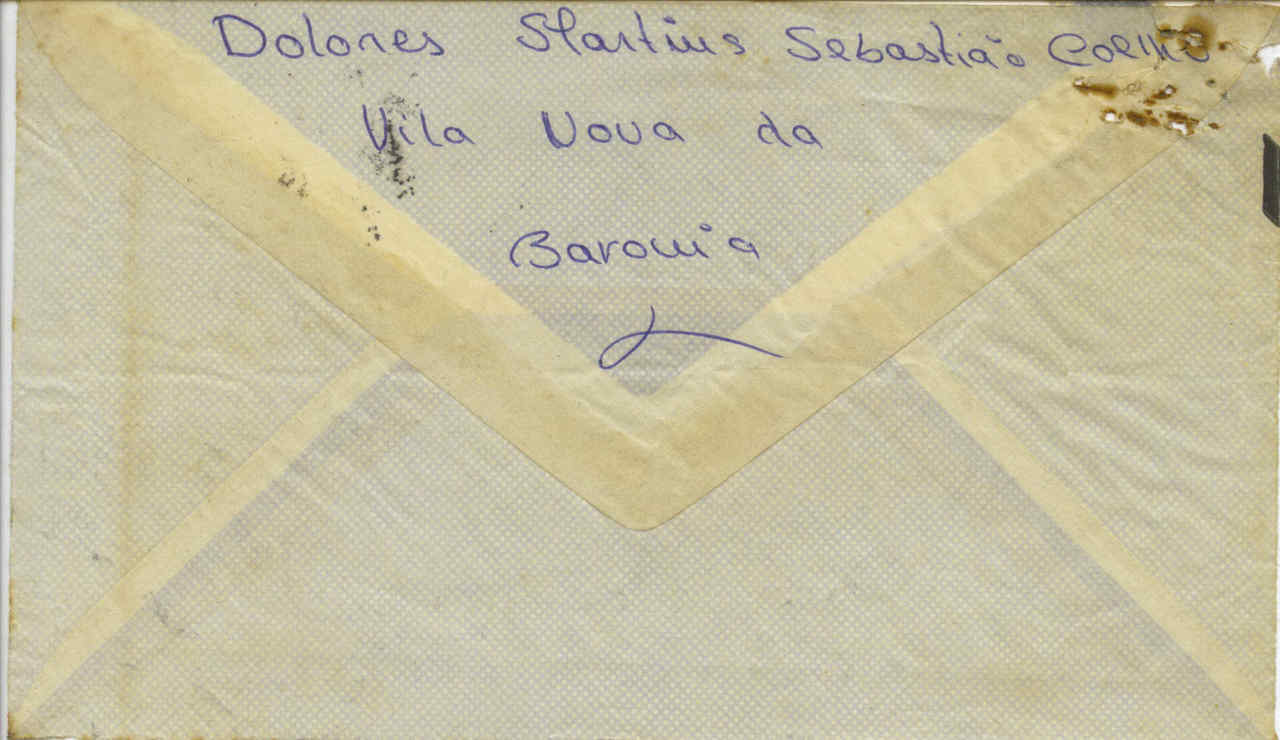 Dolores Martins Sebastião Coelho
Vila Nova da
Baronia